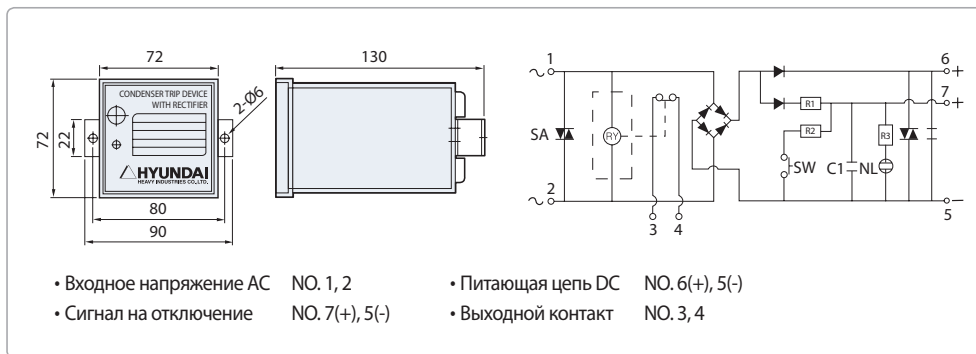 72
130
72
22
CONDENSER TRIP DEVICE
WITH RECTIFIER
2-Ø6
HYUNDAI
HEAVY INDUSTRIES CO.,LTD.
80
90
1
2
SA
RY
3
4
R1
R2
R3
SW
C1
NL
6
7
5
• Входное напряжение AC NO. 1, 2
• Питающая цепь DC NO. 6(+), 5(-)
• Сигнал на отключение NO. 7(+), 5(-)
• Выходной контакт NO. 3, 4